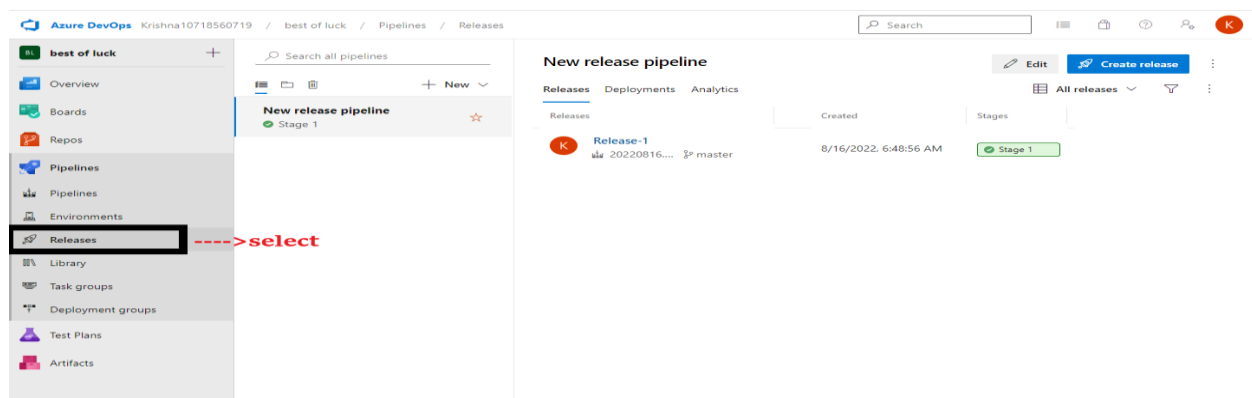 Azure DevOps Krishna10718560719 / best of luck / Pipelines / Releases
Search
K
BL best of luck
Overview
Boards
Repos
Pipelines
Pipelines
Environments
Releases
Library
Task groups
Deployment groups
Test Plans
Artifacts
---->select
Search all pipelines
New
New release pipeline
Stage 1
New release pipeline
Edit
Create release
Releases Deployments Analytics
All releases
Releases Created Stages
K
Release-1
20220816.... master
8/16/2022, 6:48:56 AM
Stage 1